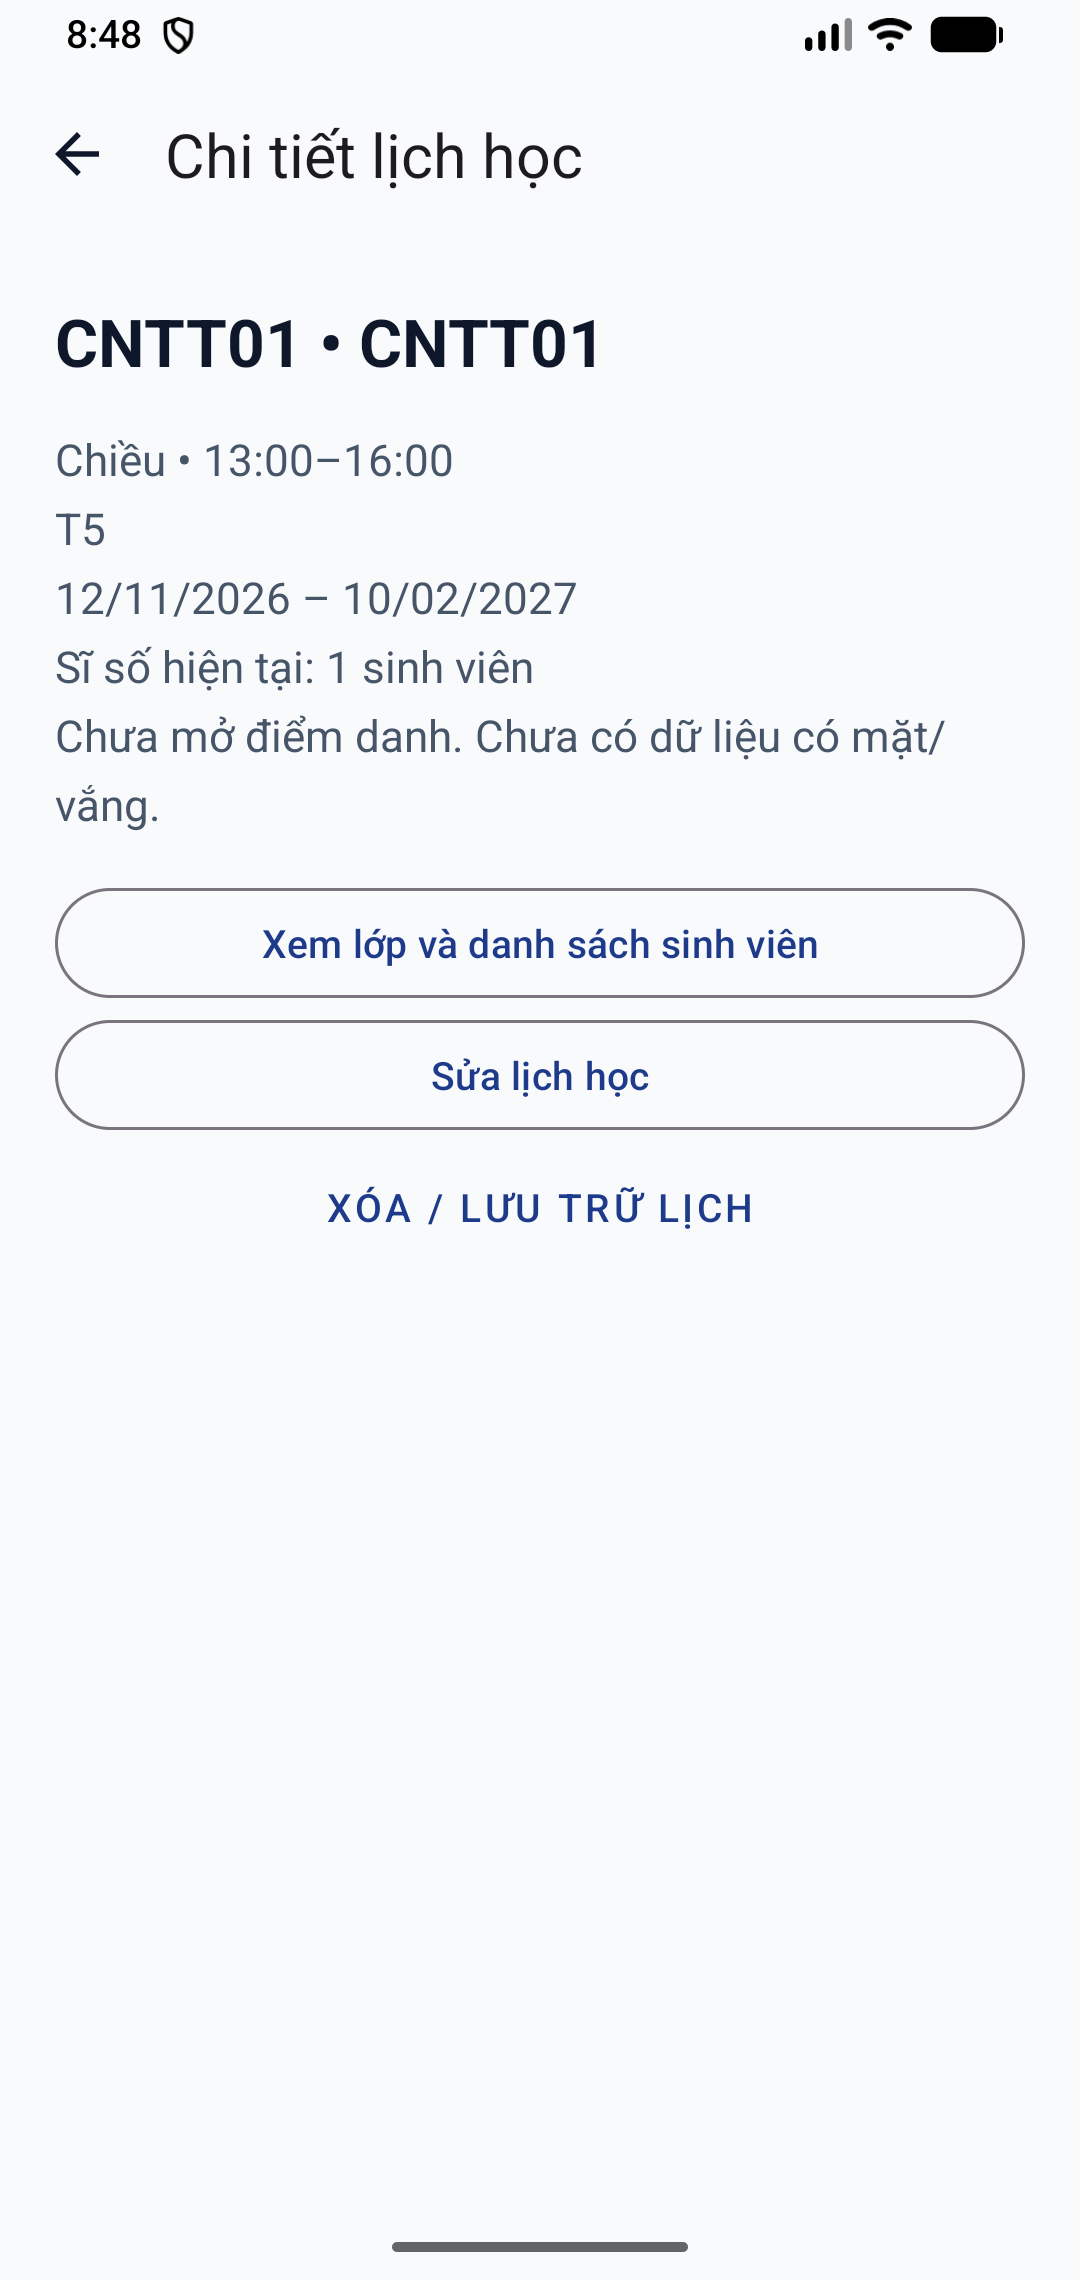 8:48
Chi tiết lịch học
CNTT01 • CNTT01
Chiều • 13:00–16:00
T5
12/11/2026 – 10/02/2027
Sĩ số hiện tại: 1 sinh viên
Chưa mở điểm danh. Chưa có dữ liệu có mặt/
vắng.
Xem lớp và danh sách sinh viên
Sửa lịch học
XÓA / LƯU TRỮ LỊCH